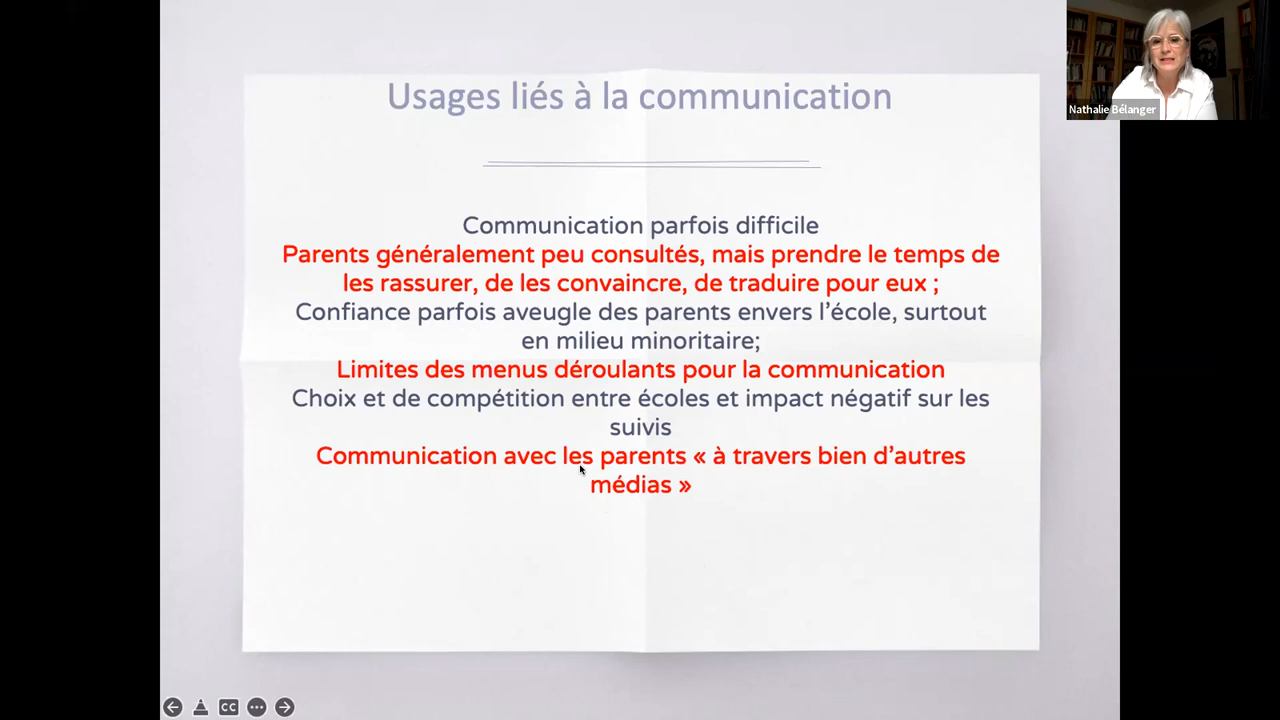 Usages liés à la communication
Nathalie Bélanger
Communication parfois difficile
Parents généralement peu consultés, mais prendre le temps de
les rassurer, de les convaincre, de traduire pour eux ;
Confiance parfois aveugle des parents envers l'école, surtout
en milieu minoritaire;
Limites des menus déroulants pour la communication
Choix et de compétition entre écoles et impact négatif sur les
suivis
Communication avec les parents « à travers bien d'autres
médias »
CC